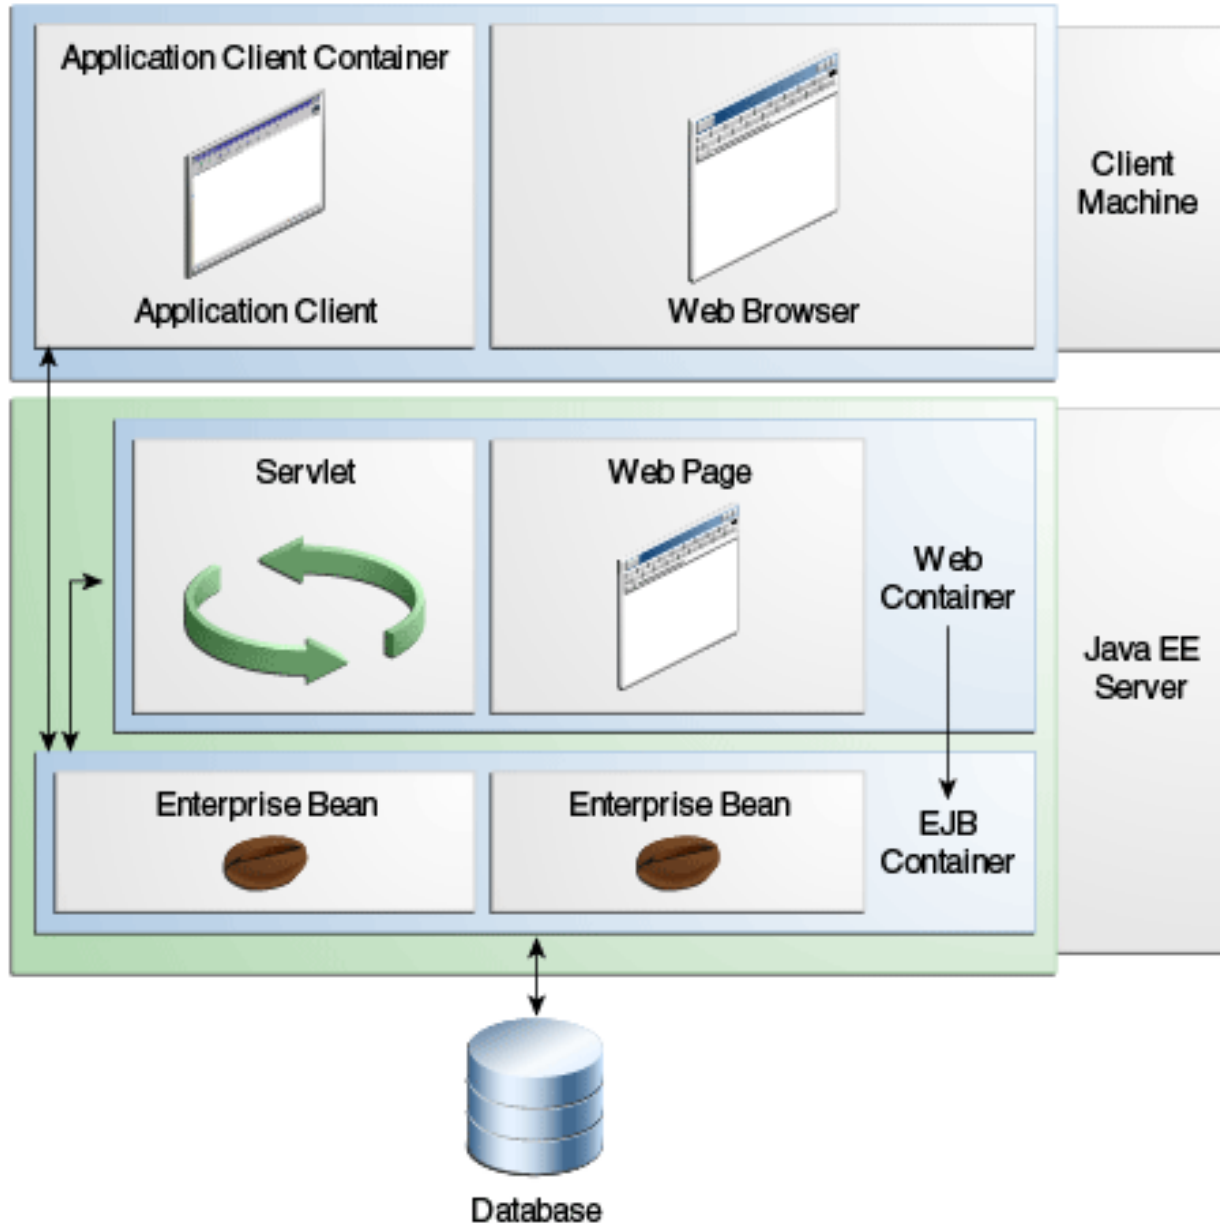 Application Client Container
Application Client
Web Browser
Client
Machine
Servlet
Web Page
Web
Container
Java EE
Server
Enterprise Bean
Enterprise Bean
EJB
Container
Database